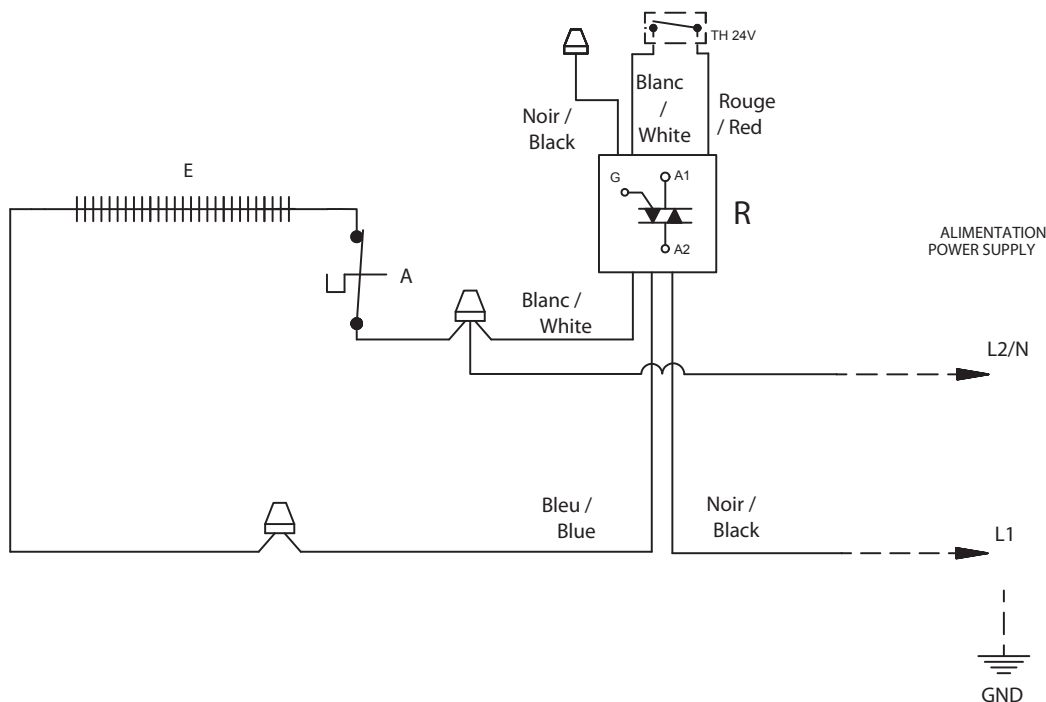 TH 24V
Blanc /
White
Rouge
/ Red
Noir /
Black
E
G
A1
R
A2
ALIMENTATION
POWER SUPPLY
A
Blanc /
White
L2/N
Bleu /
Blue
Noir /
Black
L1
GND